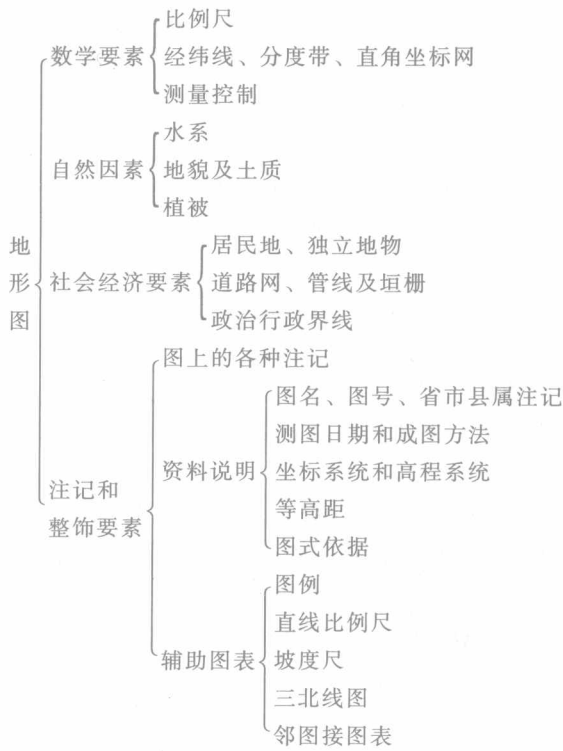 地形图
数学要素
比例尺
经纬线、分度带、直角坐标网
测量控制
自然因素
水系
地貌及土质
植被
社会经济要素
居民地、独立地物
道路网、管线及垣栅
政治行政界线
注记和
整饰要素
图上的各种注记
资料说明
图名、图号、省市县属注记
测图日期和成图方法
坐标系统和高程系统
等高距
图式依据
辅助图表
图例
直线比例尺
坡度尺
三北线图
邻图接图表